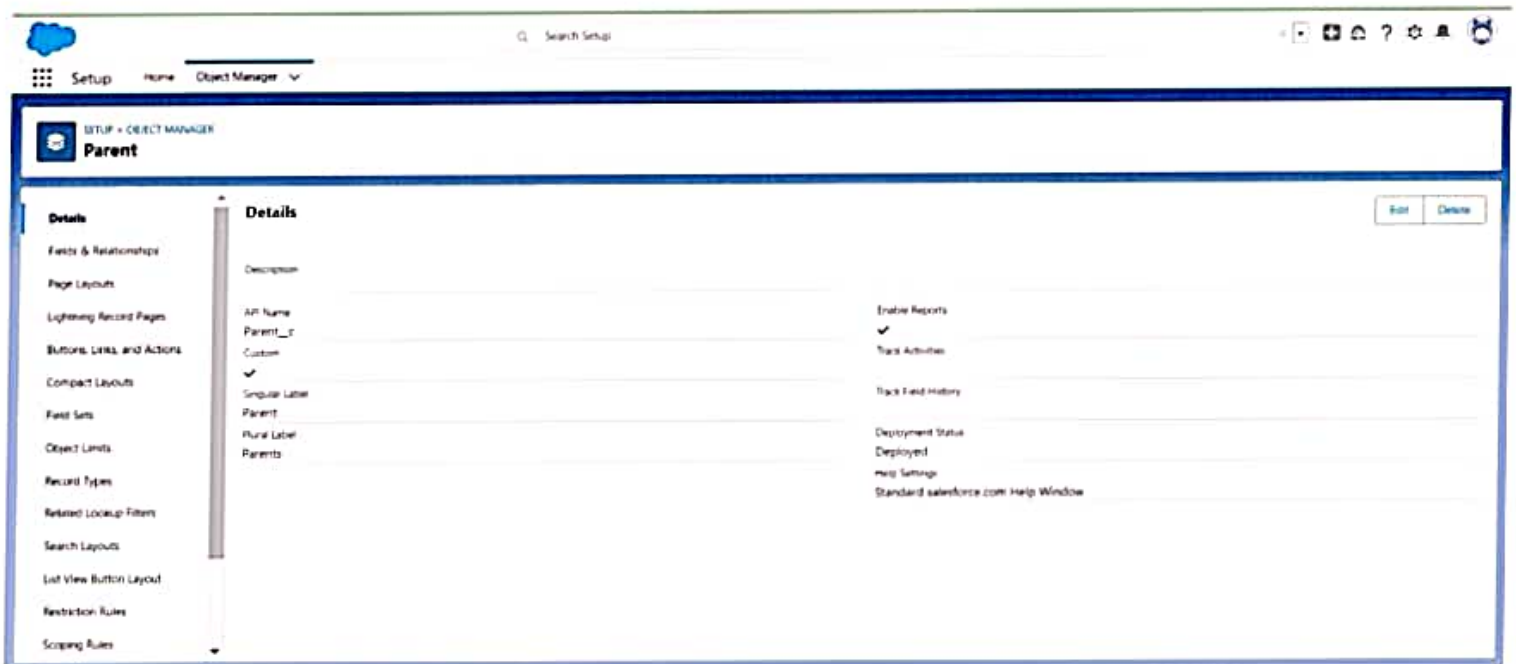 Search Setup
Setup Home Object Manager
SETUP > OBJECT MANAGER
Parent
Details
Fields & Relationships
Page Layouts
Lightning Record Pages
Buttons, Links, and Actions
Compact Layouts
Field Sets
Object Limits
Record Types
Related Lookup Filters
Search Layouts
List View Button Layout
Restriction Rules
Scoping Rules
Details
Edit Delete
Description
API Name
Parent__c
Custom
Singular Label
Parent
Plural Label
Parents
Enable Reports
Track Activities
Track Field History
Deployment Status
Deployed
Help Settings
Standard salesforce.com Help Window